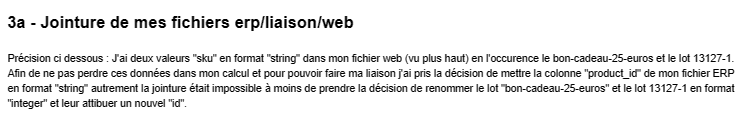 3a - Jointure de mes fichiers erp/liaison/web
Précision ci dessous : J'ai deux valeurs "sku" en format "string" dans mon fichier web (vu plus haut) en l'occurence le bon-cadeau-25-euros et le lot 13127-1.
Afin de ne pas perdre ces données dans mon calcul et pour pouvoir faire ma liaison j'ai pris la décision de mettre la colonne "product_id" de mon fichier ERP
en format "string" autrement la jointure était impossible à moins de prendre la décision de renommer le lot "bon-cadeau-25-euros" et le lot 13127-1 en format
"integer" et leur attibuer un nouvel "id".